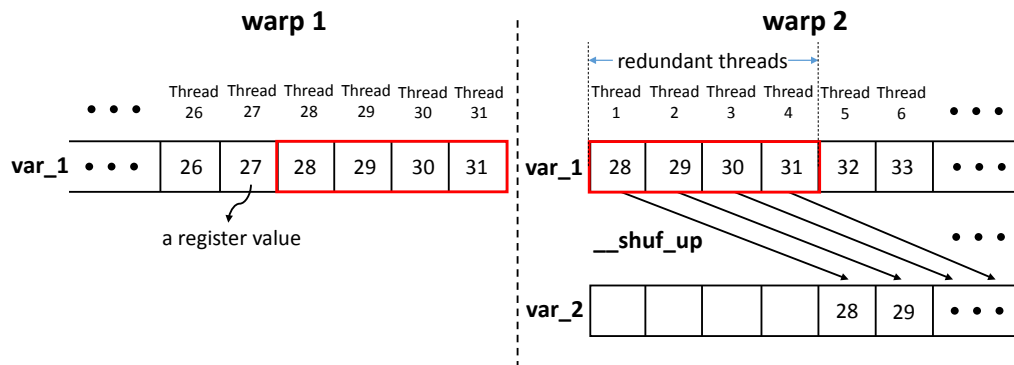 warp 1
warp 2
redundant threads
• • • Thread 26 Thread 27 Thread 28 Thread 29 Thread 30 Thread 31
Thread 1 Thread 2 Thread 3 Thread 4 Thread 5 Thread 6 • • •
var_1 • • • 26 27 28 29 30 31
var_1 28 29 30 31 32 33 • • •
a register value
__shuf_up • • •
var_2 28 29 • • •